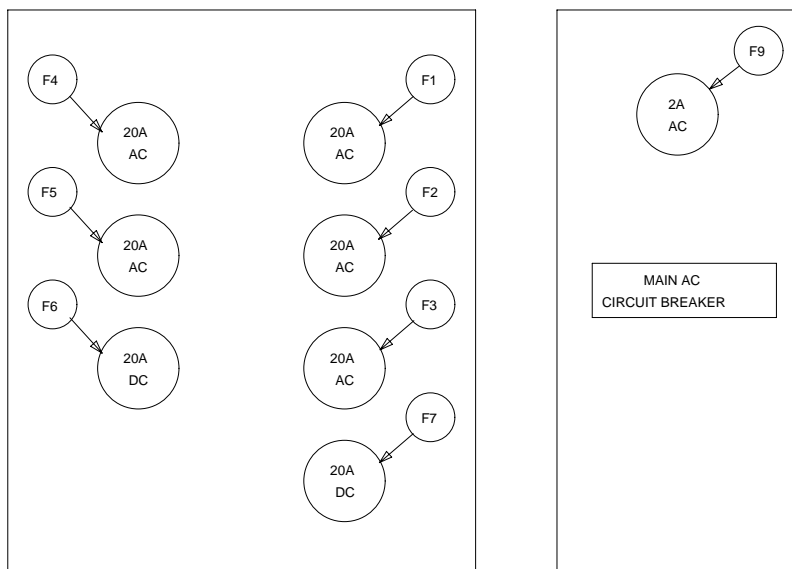 F4
F1
20A
AC
20A
AC
F5
F2
20A
AC
20A
AC
F6
F3
20A
DC
20A
AC
F7
20A
DC
F9
2A
AC
MAIN AC
CIRCUIT BREAKER